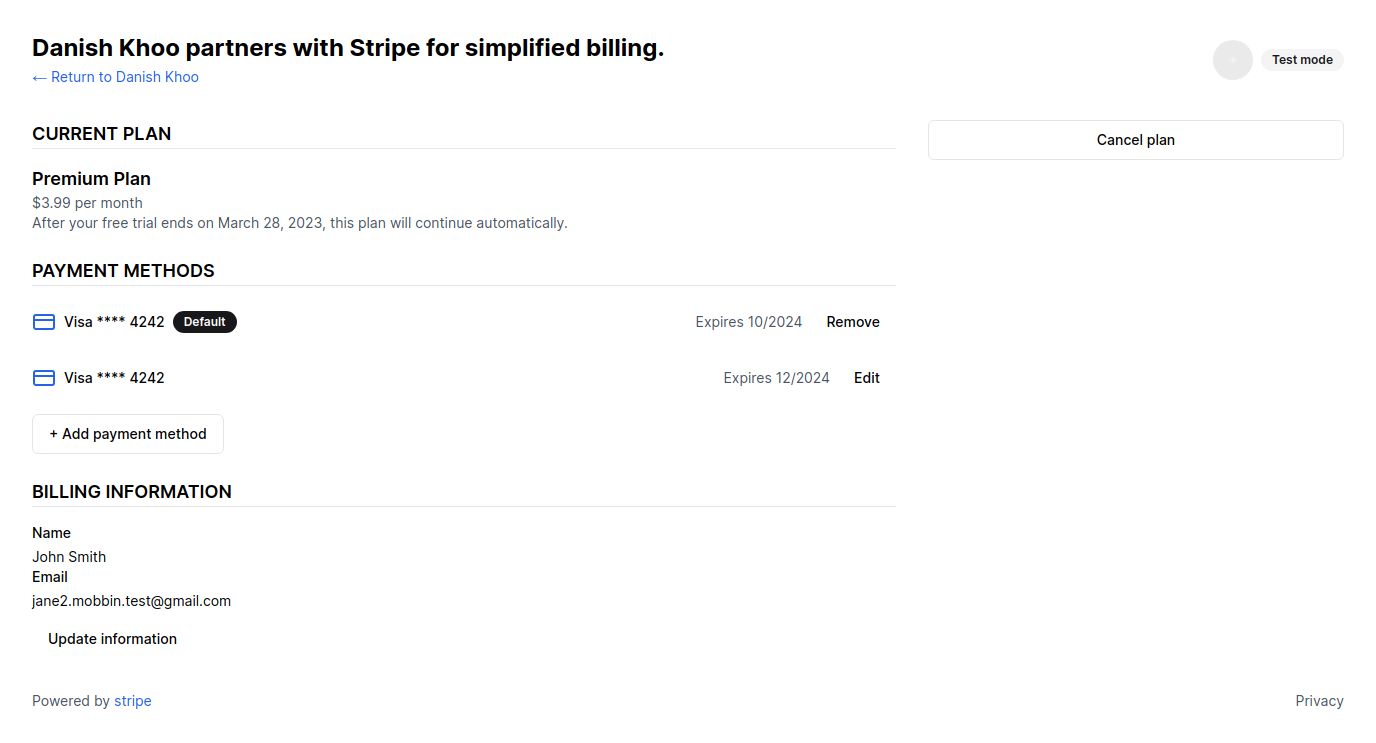 Danish Khoo partners with Stripe for simplified billing.
← Return to Danish Khoo
Test mode
CURRENT PLAN
Cancel plan
Premium Plan
$3.99 per month
After your free trial ends on March 28, 2023, this plan will continue automatically.
PAYMENT METHODS
Visa **** 4242 Default Expires 10/2024 Remove
Visa **** 4242 Expires 12/2024 Edit
+ Add payment method
BILLING INFORMATION
Name
John Smith
Email
jane2.mobbin.test@gmail.com
Update information
Powered by stripe
Privacy